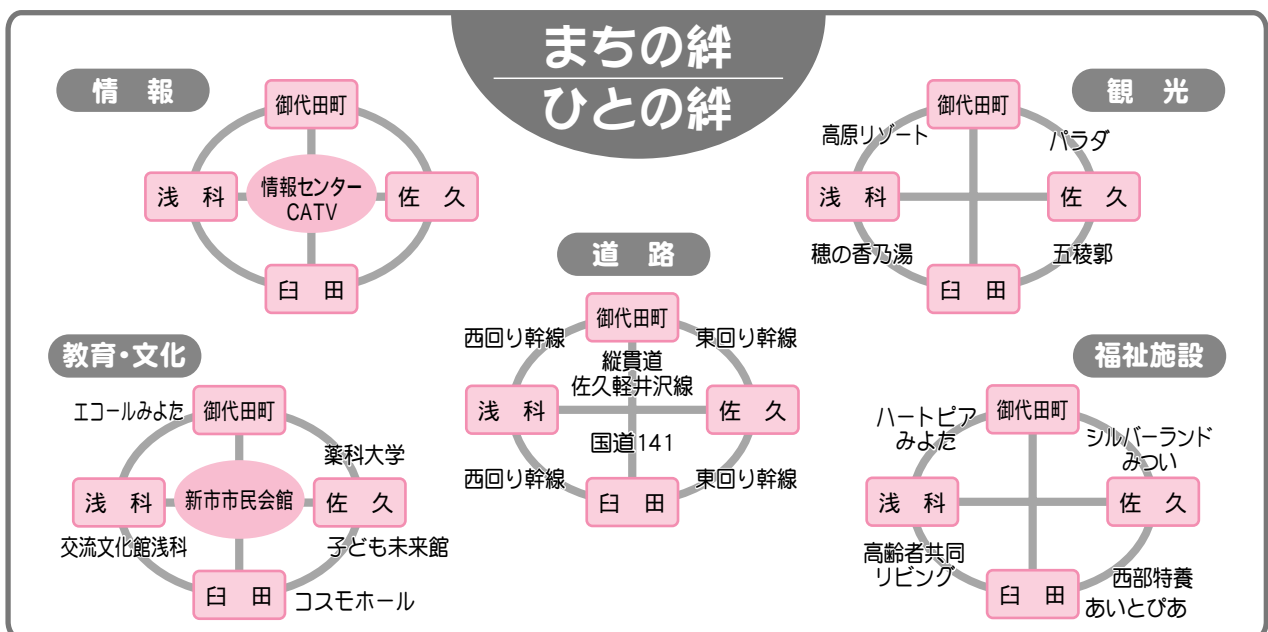 まちの絆
ひとの絆
情 報
御代田町
浅 科
情報センター
CATV
佐 久
臼 田
観 光
御代田町
高原リゾート
パラダ
浅 科
佐 久
穂の香乃湯
五稜郭
臼 田
道 路
御代田町
西回り幹線
東回り幹線
縦貫道
佐久軽井沢線
浅 科
佐 久
国道141
西回り幹線
東回り幹線
臼 田
教育・文化
エコールみよた
御代田町
薬科大学
浅 科
新市市民会館
佐 久
交流文化館浅科
子ども未来館
臼 田
コスモホール
福祉施設
御代田町
ハートピア
みよた
シルバーランド
みつい
浅 科
佐 久
高齢者共同
リビング
西部特養
あいとぴあ
臼 田